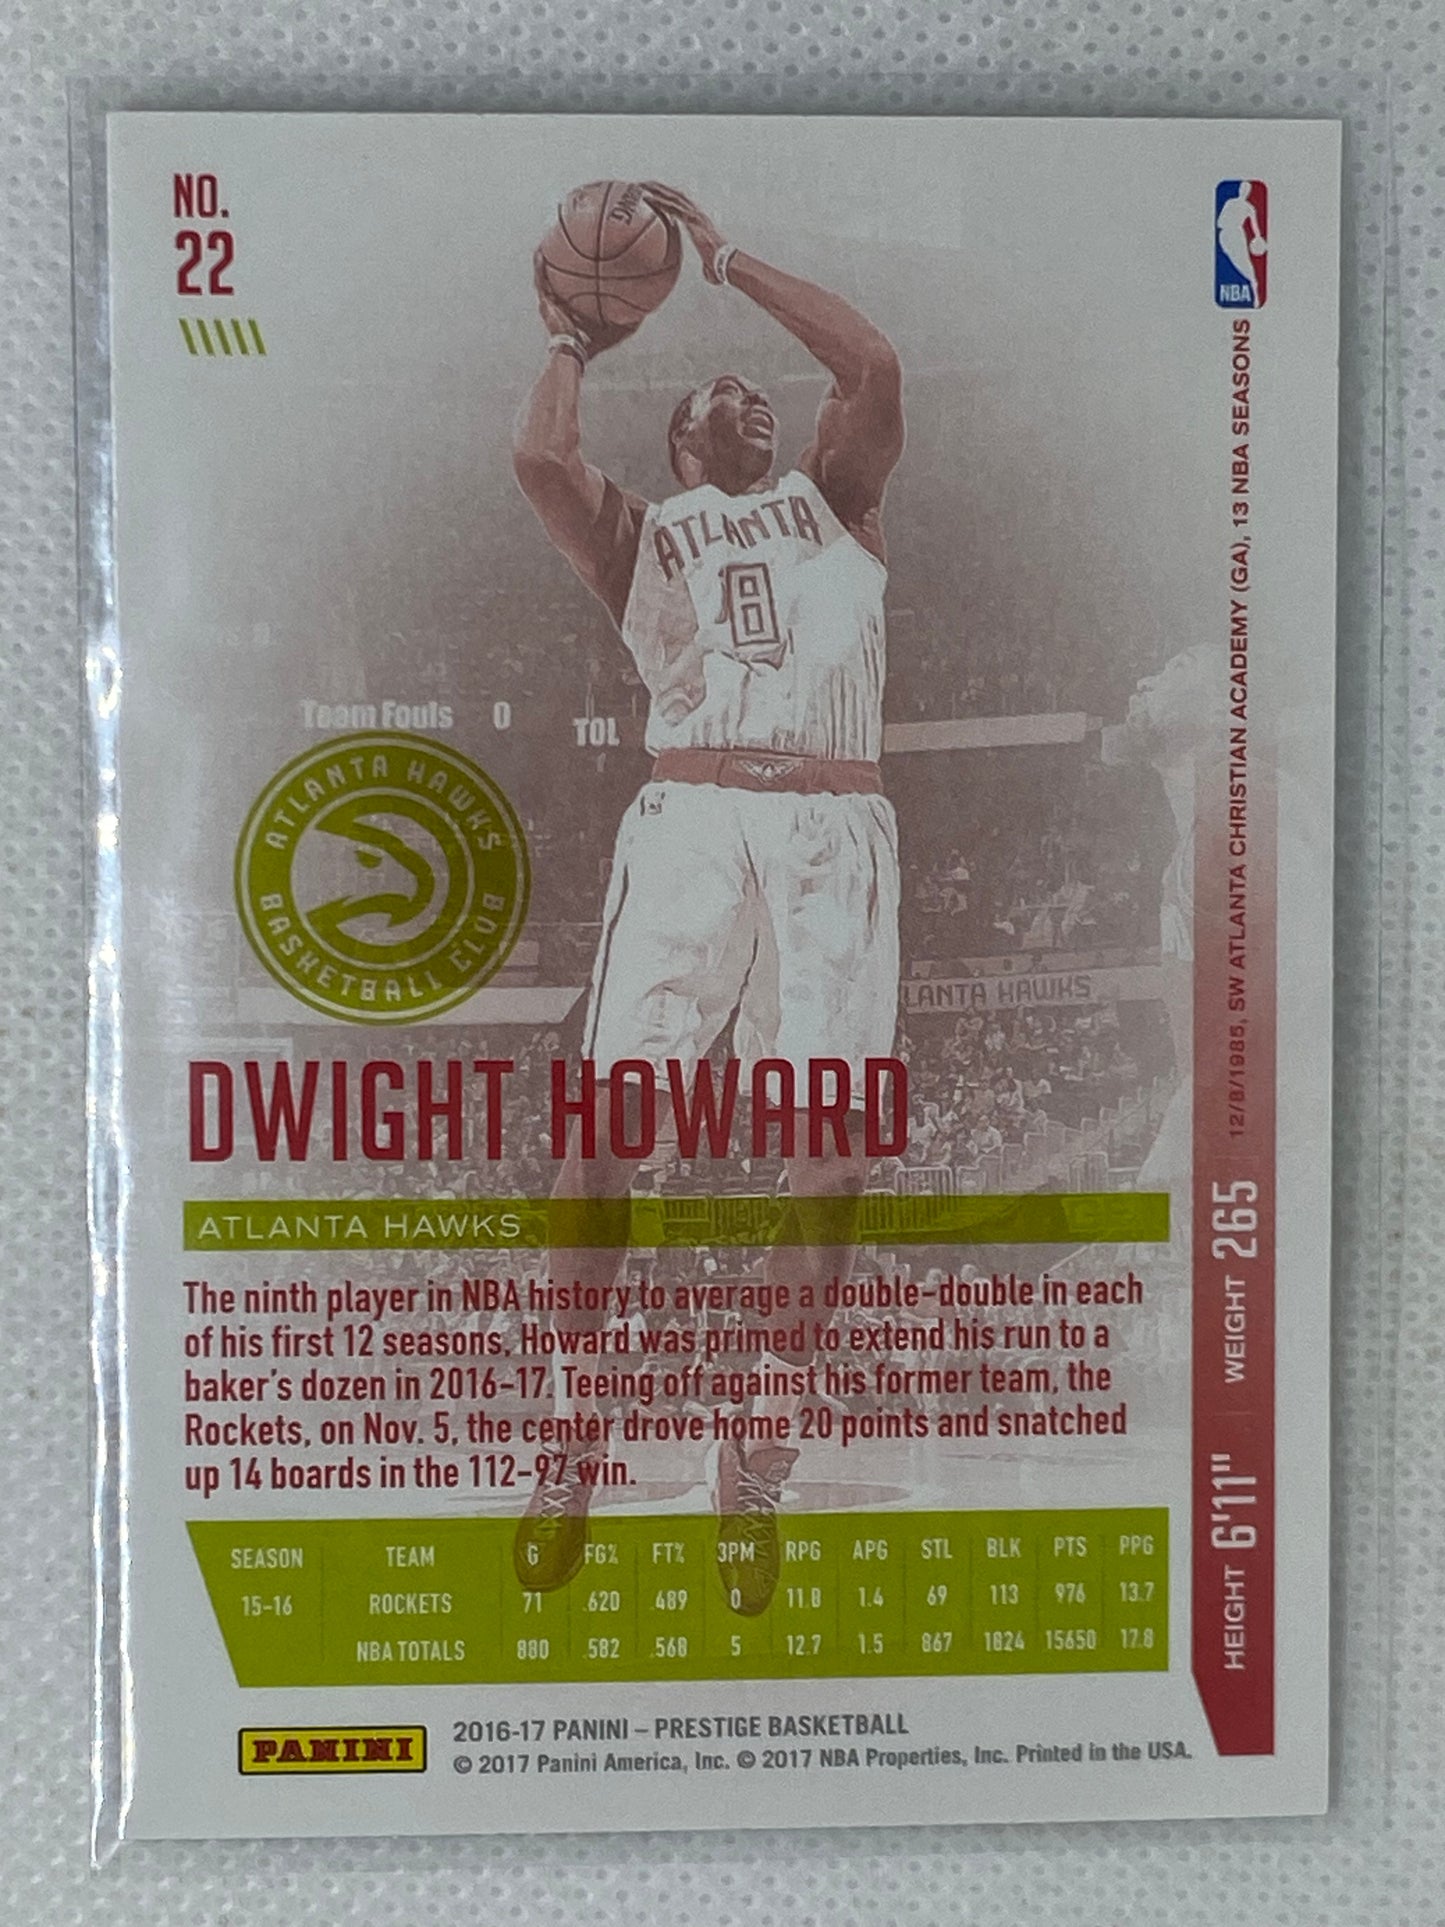 NO.
22
NBA
SPALDING
ATLANTA
8
Team Fouls 0 TOL
1
ATLANTA HAWKS
BASKETBALL CLUB
LANTA HAWKS
DWIGHT HOWARD
ATLANTA HAWKS
The ninth player in NBA history to average a double-double in each
of his first 12 seasons, Howard was primed to extend his run to a
baker's dozen in 2016-17. Teeing off against his former team, the
Rockets, on Nov. 5, the center drove home 20 points and snatched
up 14 boards in the 112-97 win.
SEASON TEAM G FG% FT% 3PM RPG APG STL BLK PTS PPG
15-16 ROCKETS 71 .620 .489 0 11.8 1.4 69 113 976 13.7
NBA TOTALS 880 .582 .568 5 12.7 1.5 867 1824 15650 17.8
HEIGHT 6'11" WEIGHT 265 12/8/1985, SW ATLANTA CHRISTIAN ACADEMY (GA), 13 NBA SEASONS
PANINI
2016-17 PANINI – PRESTIGE BASKETBALL
© 2017 Panini America, Inc. © 2017 NBA Properties, Inc. Printed in the USA.